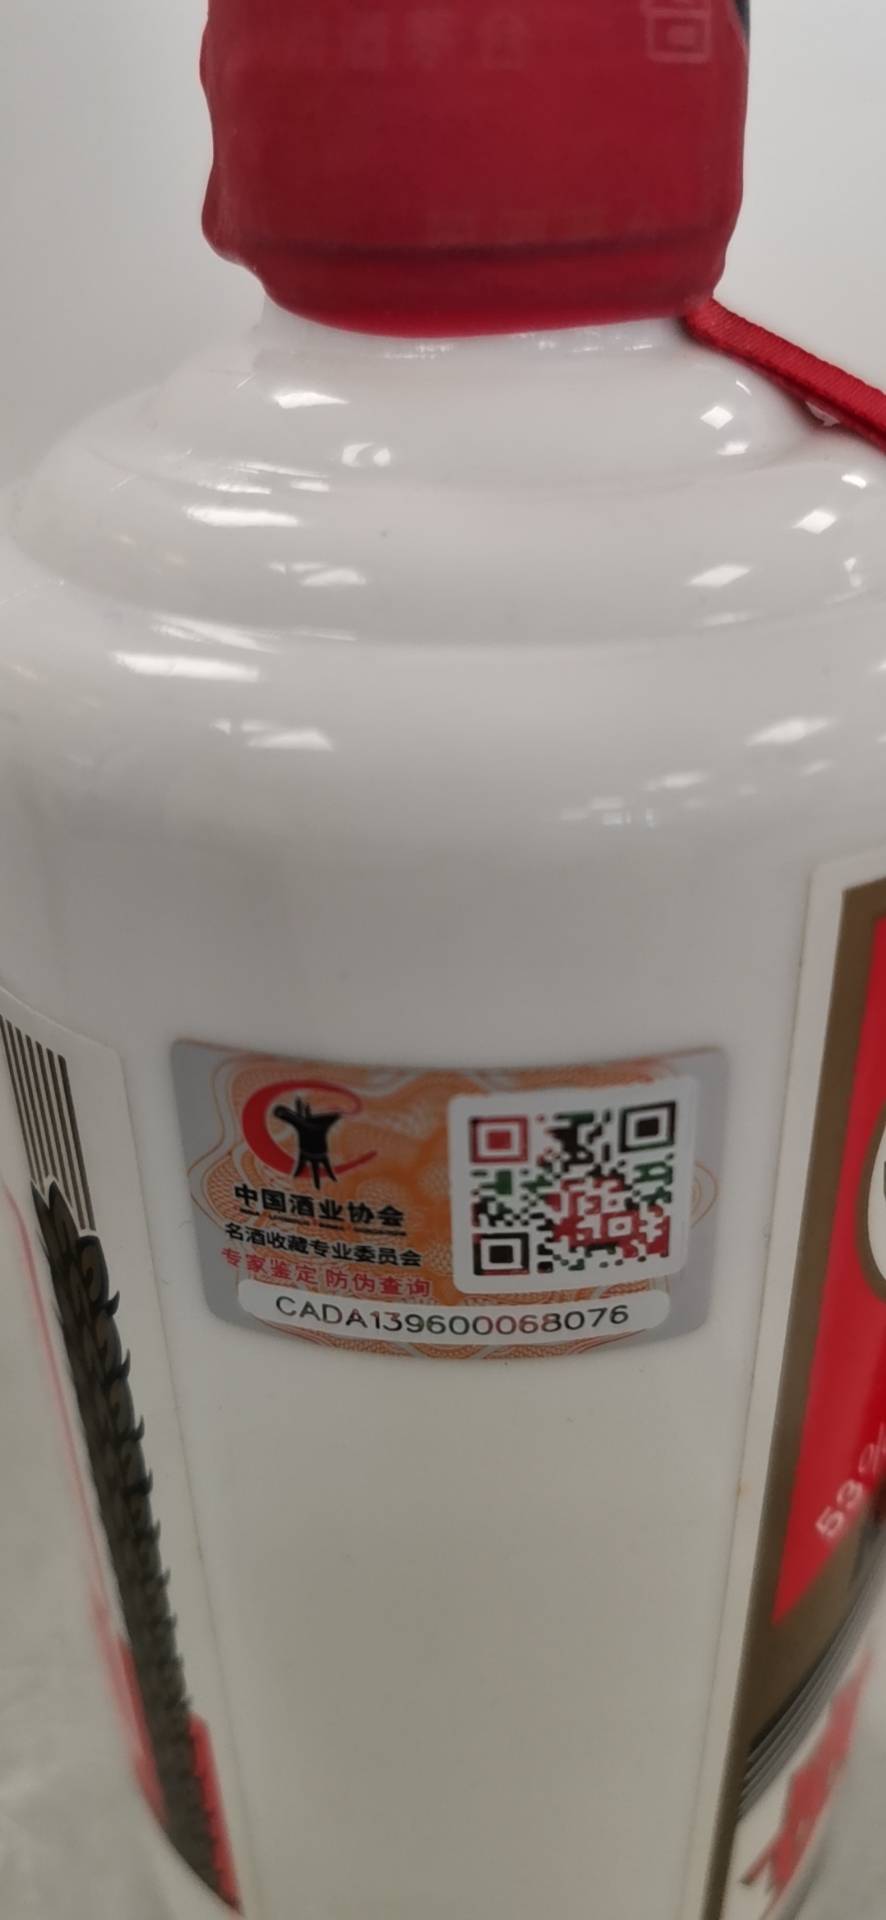 中国酒业协会
名酒收藏专业委员会
专家鉴定 防伪查询
CADA139600068076
53%